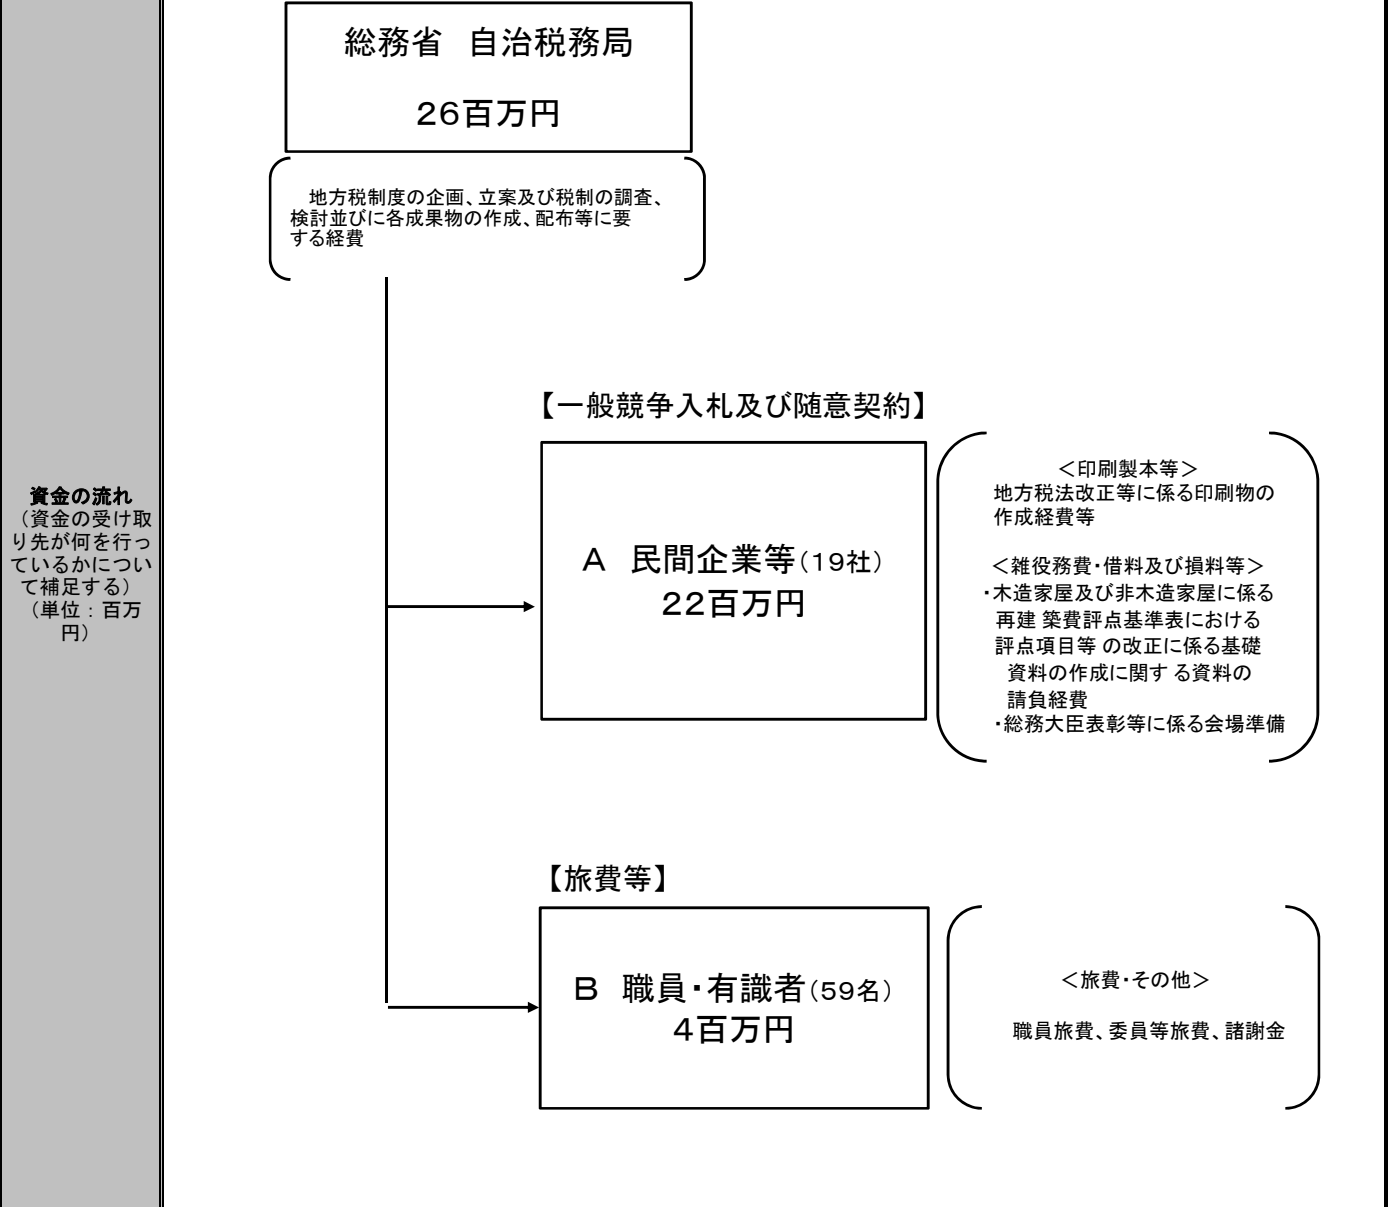 資金の流れ
（資金の受け取
り先が何を行っ
ているかについ
て補足する）
（単位：百万
円）
総務省　自治税務局
26百万円
地方税制度の企画、立案及び税制の調査、
検討並びに各成果物の作成、配布等に要
する経費
【一般競争入札及び随意契約】
A　民間企業等（19社）
22百万円
＜印刷製本等＞
地方税法改正等に係る印刷物の
作成経費等
＜雑役務費・借料及び損料等＞
・木造家屋及び非木造家屋に係る
再建 築費評点基準表における
評点項目等 の改正に係る基礎
資料の作成に関す る資料の
請負経費
・総務大臣表彰等に係る会場準備
【旅費等】
B　職員・有識者（59名）
4百万円
＜旅費・その他＞
職員旅費、委員等旅費、諸謝金